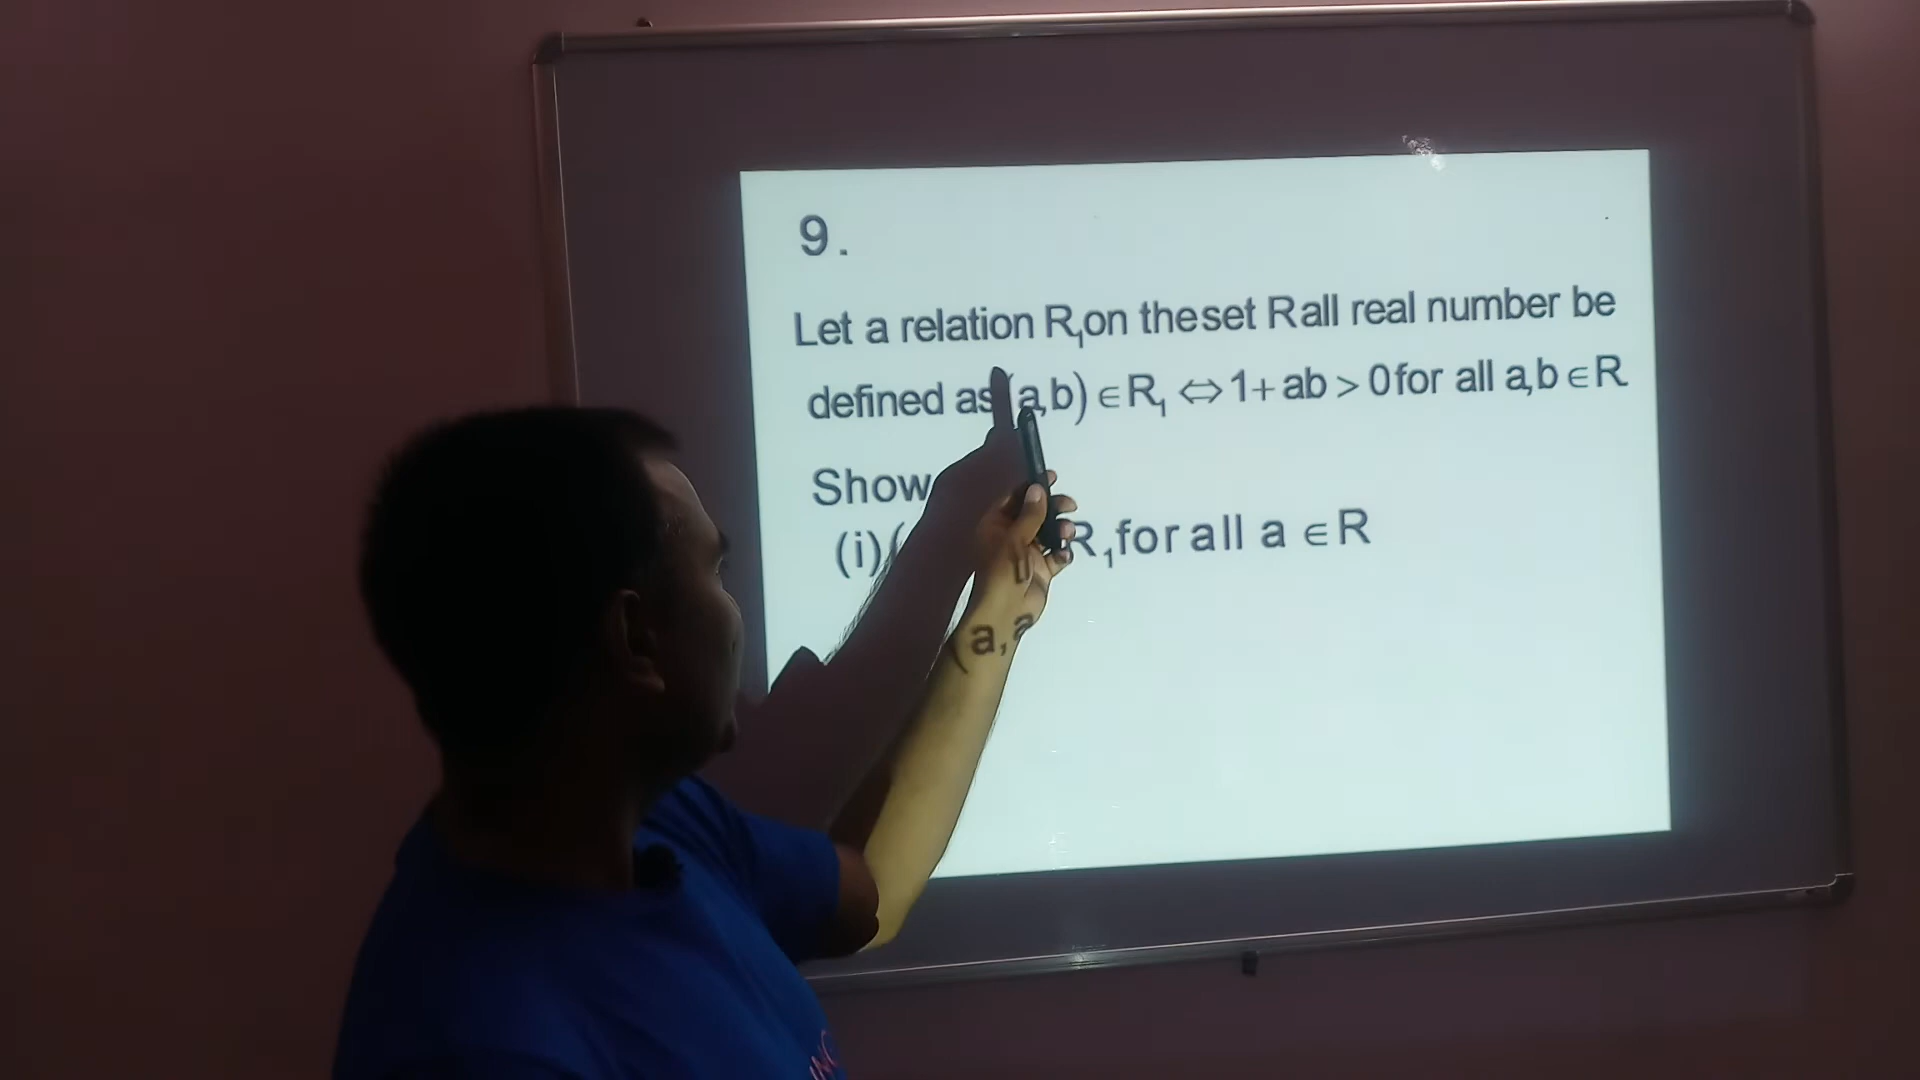 9.
Let a relation R₁ on the set R all real number be
defined as (a,b) ∈ R₁ ⇔ 1+ ab > 0 for all a,b ∈ R
Show
(i) ( R₁ for all a ∈ R
(a, a